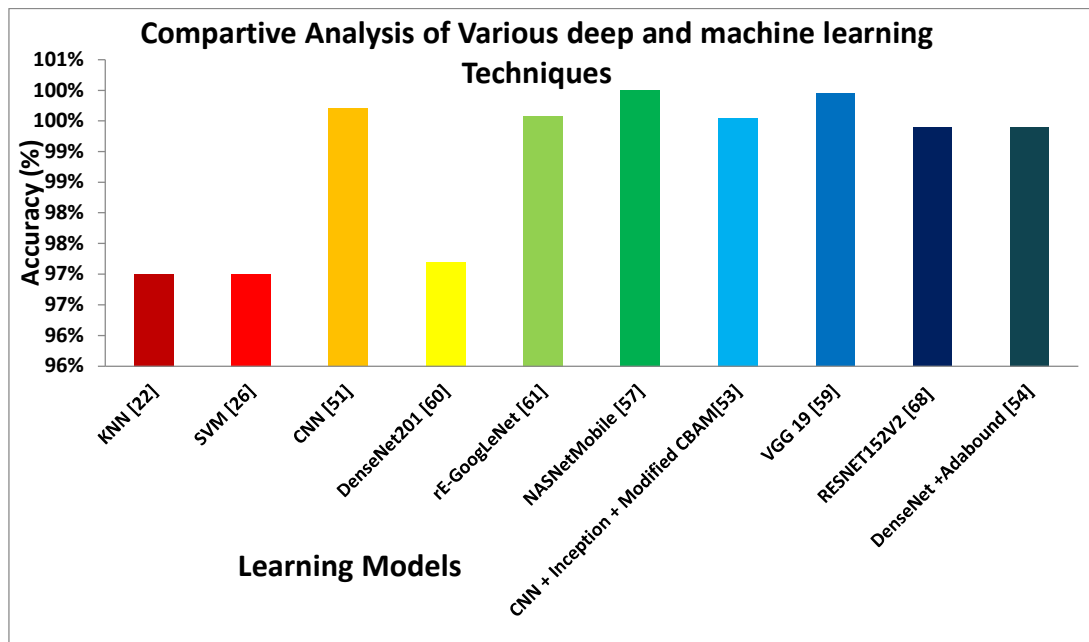 Compartive Analysis of Various deep and machine learning
Techniques
101%
100%
100%
99%
99%
98%
98%
97%
97%
96%
96%
Accuracy (%)
KNN [22]
SVM [26]
CNN [51]
DenseNet201 [60]
rE-GoogLeNet [61]
NASNetMobile [57]
CNN + Inception + Modified CBAM[53]
VGG 19 [59]
RESNET152V2 [68]
DenseNet +Adabound [54]
Learning Models